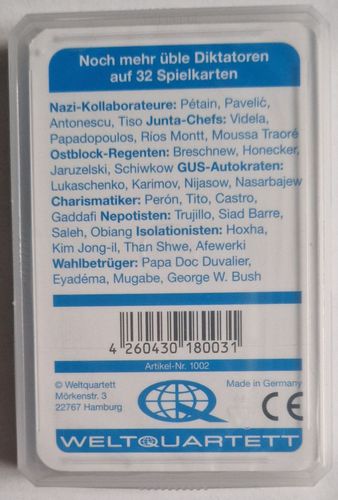 Noch mehr üble Diktatoren
auf 32 Spielkarten
Nazi-Kollaborateure: Pétain, Pavelić,
Antonescu, Tiso Junta-Chefs: Videla,
Papadopoulos, Ríos Montt, Moussa Traoré
Ostblock-Regenten: Breschnew, Honecker,
Jaruzelski, Schiwkow GUS-Autokraten:
Lukaschenko, Karimov, Nijasow, Nasarbajew
Charismatiker: Perón, Tito, Castro,
Gaddafi Nepotisten: Trujillo, Siad Barre,
Saleh, Obiang Isolationisten: Hoxha,
Kim Jong-il, Than Shwe, Afewerki
Wahlbetrüger: Papa Doc Duvalier,
Eyadéma, Mugabe, George W. Bush
4 260430 180031
Artikel-Nr. 1002
© Weltquartett
Mörkenstr. 3
22767 Hamburg
Made in Germany
CE
WELTQUARTETT